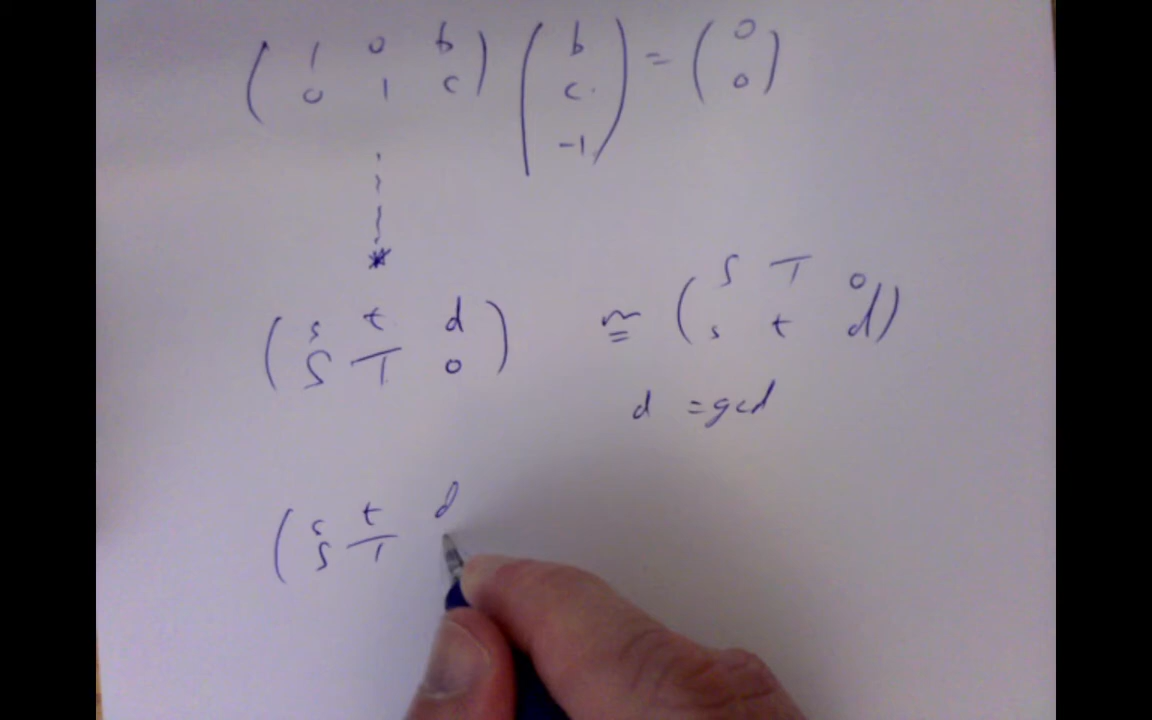 ( 1 0 b ) ( b ) = ( 0 )
( 0 1 c ) ( c ) ( 0 )
( -1 )
*
( s t d ) ≅ ( S T 0 )
( S T 0 ) ( s t d )
d = gcd
( s t d
( S T